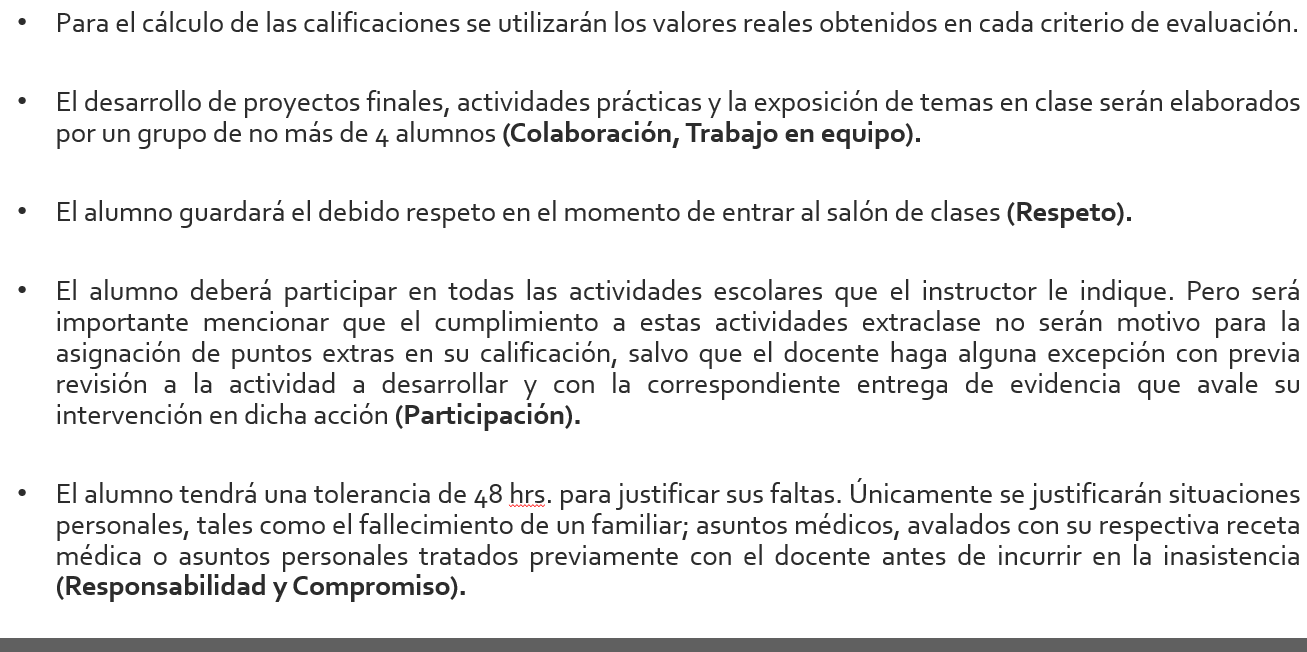 • Para el cálculo de las calificaciones se utilizarán los valores reales obtenidos en cada criterio de evaluación.
• El desarrollo de proyectos finales, actividades prácticas y la exposición de temas en clase serán elaborados
por un grupo de no más de 4 alumnos (Colaboración, Trabajo en equipo).
• El alumno guardará el debido respeto en el momento de entrar al salón de clases (Respeto).
• El alumno deberá participar en todas las actividades escolares que el instructor le indique. Pero será
importante mencionar que el cumplimiento a estas actividades extraclase no serán motivo para la
asignación de puntos extras en su calificación, salvo que el docente haga alguna excepción con previa
revisión a la actividad a desarrollar y con la correspondiente entrega de evidencia que avale su
intervención en dicha acción (Participación).
• El alumno tendrá una tolerancia de 48 hrs. para justificar sus faltas. Únicamente se justificarán situaciones
personales, tales como el fallecimiento de un familiar; asuntos médicos, avalados con su respectiva receta
médica o asuntos personales tratados previamente con el docente antes de incurrir en la inasistencia
(Responsabilidad y Compromiso).